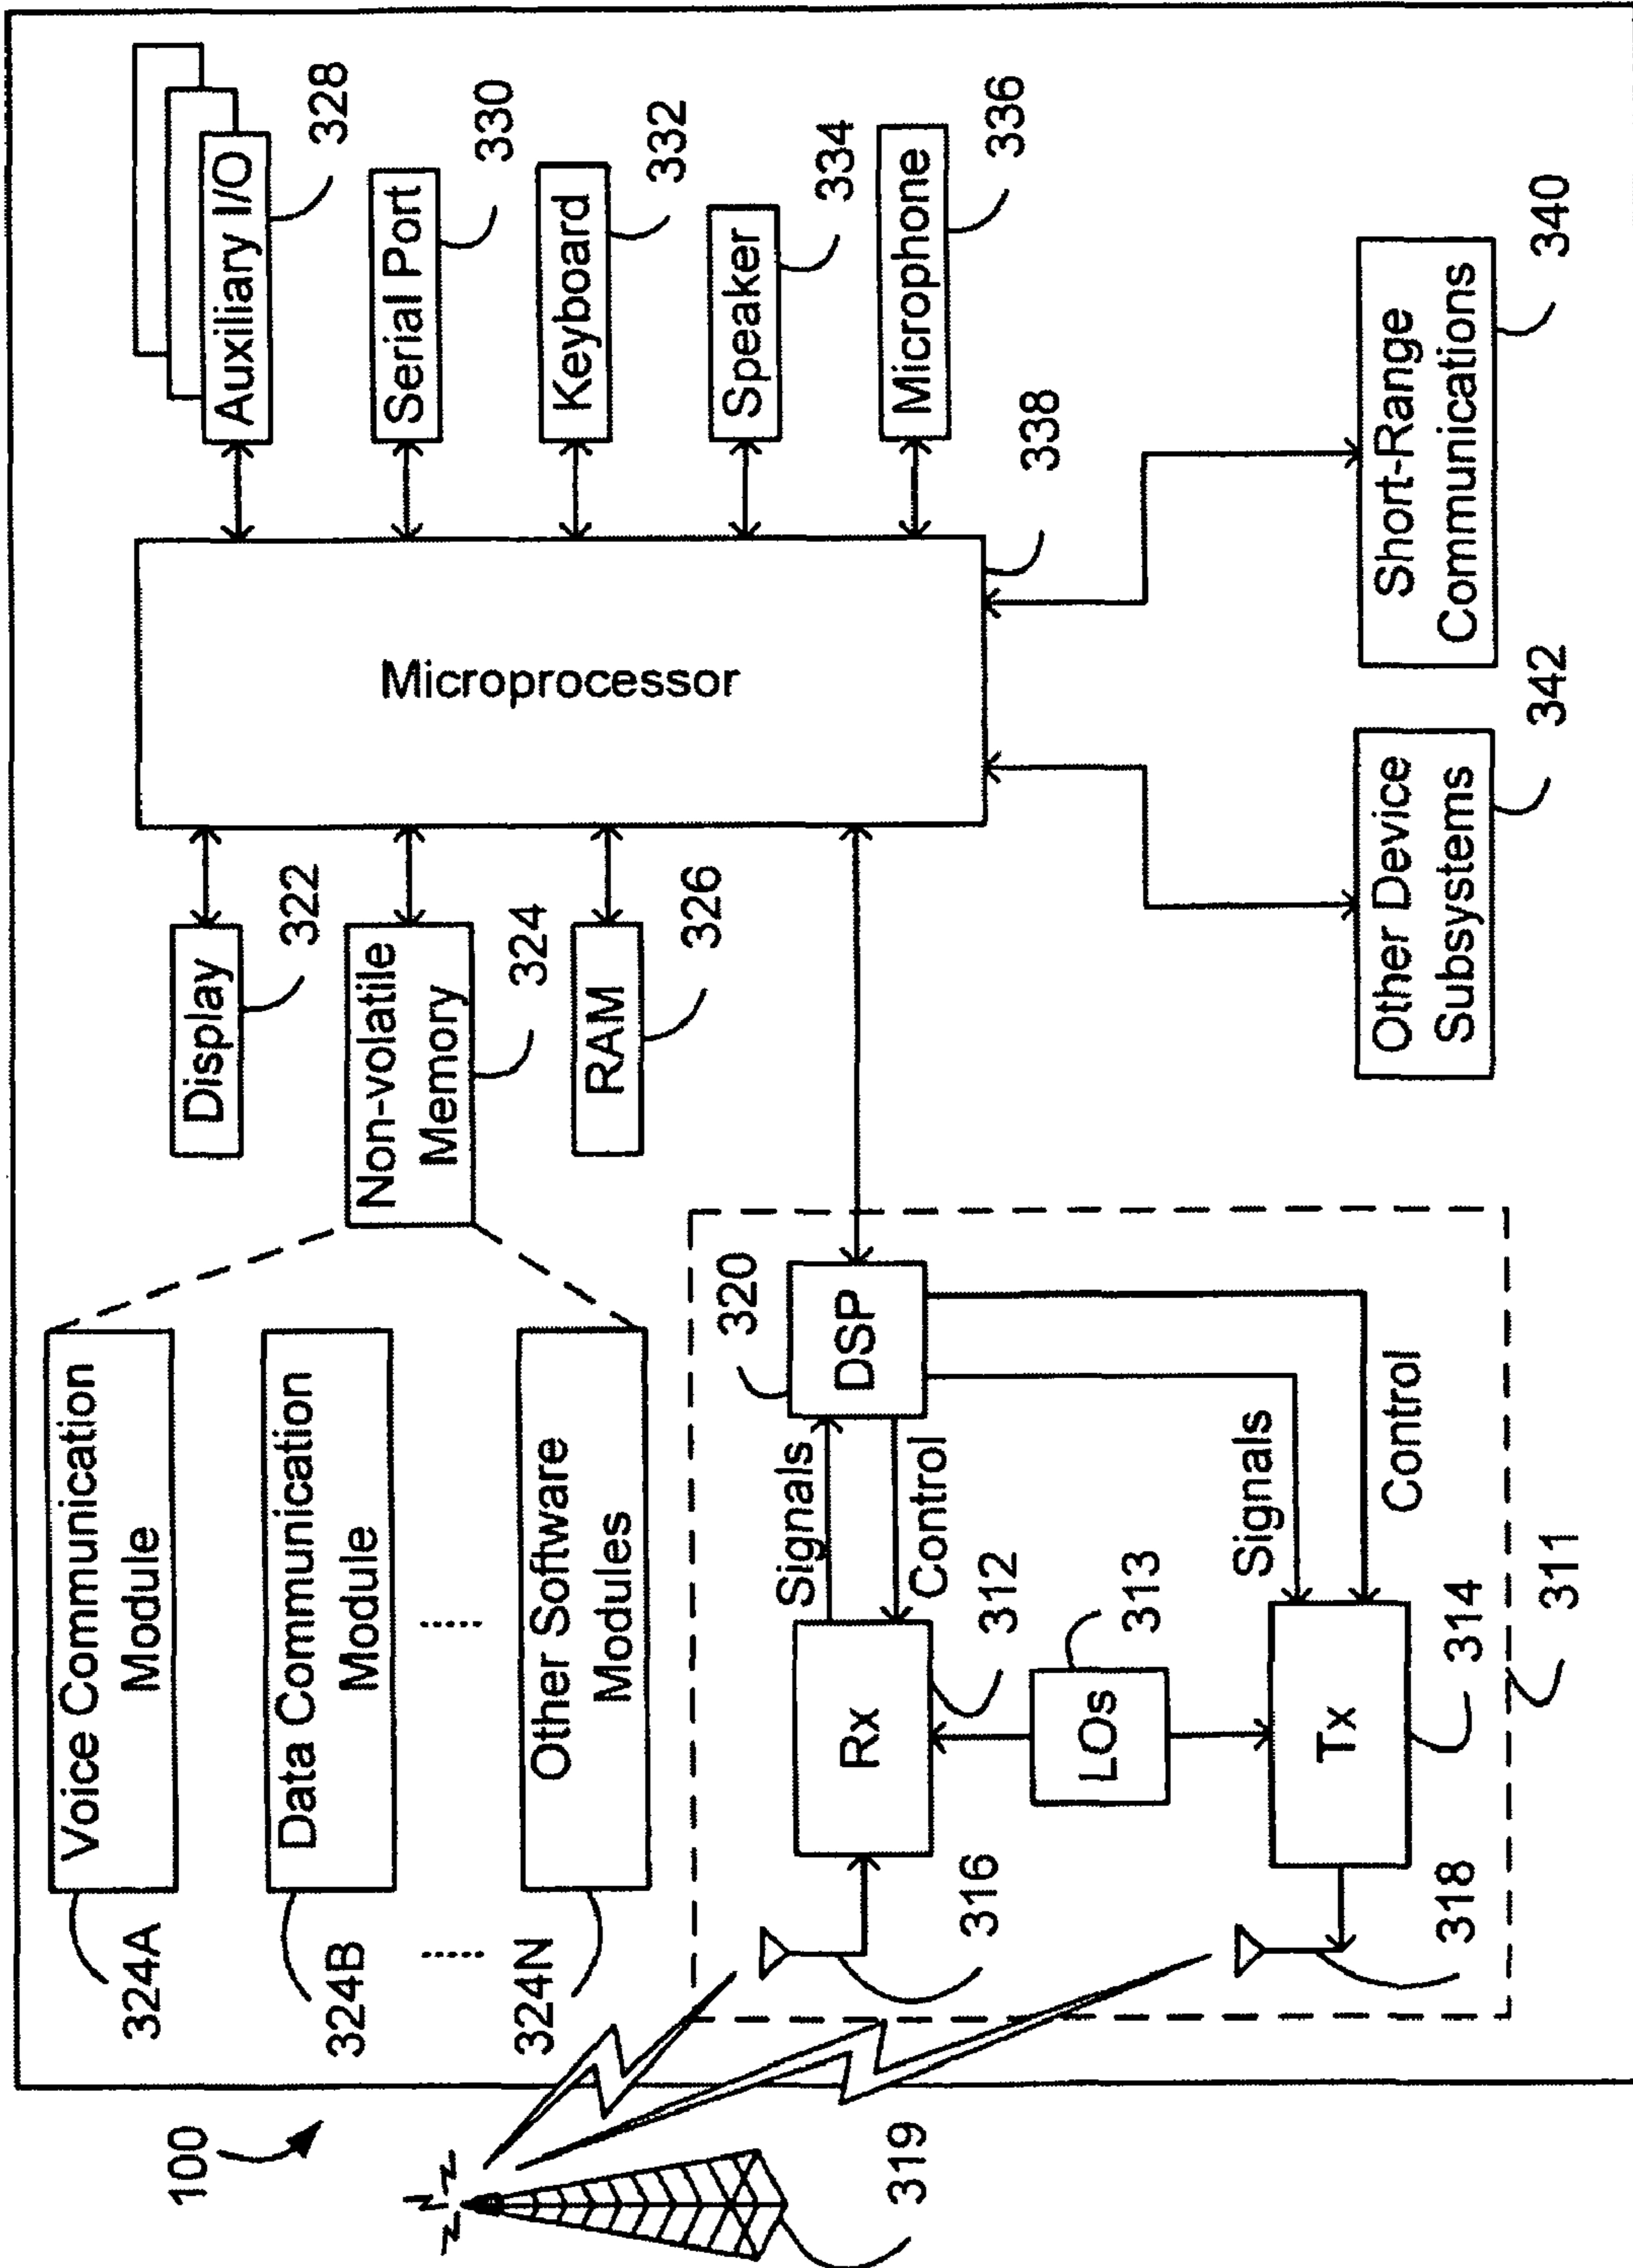 100
319
Voice Communication
Module
324A
Data Communication
Module
324B
.....
.....
Other Software
Modules
324N
Display
322
Non-volatile
Memory
324
RAM
326
Microprocessor
338
Auxiliary I/O
328
Serial Port
330
Keyboard
332
Speaker
334
Microphone
336
320
DSP
Signals
Control
Rx
312
316
LOs
313
Signals
Control
Tx
314
318
311
Other Device
Subsystems
342
Short-Range
Communications
340